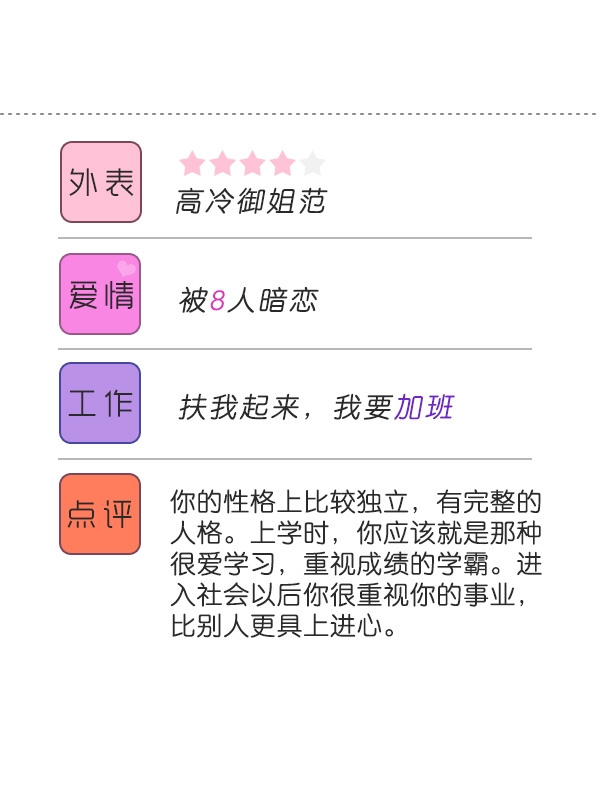 外表
高冷御姐范
爱情
被8人暗恋
工作
扶我起来，我要加班
点评
你的性格上比较独立，有完整的
人格。上学时，你应该就是那种
很爱学习，重视成绩的学霸。进
入社会以后你很重视你的事业，
比别人更具上进心。